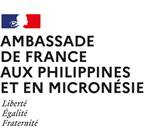 AMBASSADE
DE FRANCE
AUX PHILIPPINES
ET EN MICRONÉSIE
Liberté
Égalité
Fraternité